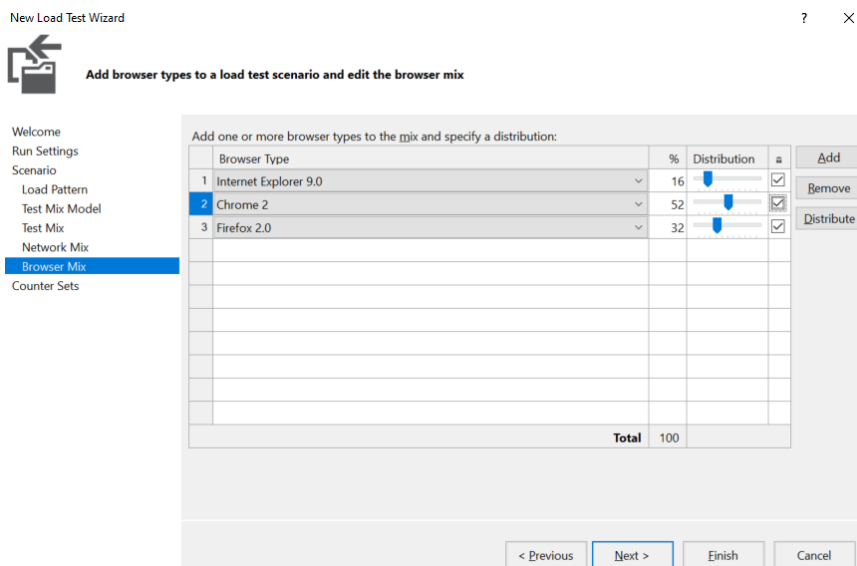 New Load Test Wizard ? ×
Add browser types to a load test scenario and edit the browser mix
Welcome
Run Settings
Scenario
Load Pattern
Test Mix Model
Test Mix
Network Mix
Browser Mix
Counter Sets
Add one or more browser types to the mix and specify a distribution:
Browser Type % Distribution
1 Internet Explorer 9.0 16
2 Chrome 2 52
3 Firefox 2.0 32
Total 100
Add
Remove
Distribute
< Previous Next > Finish Cancel